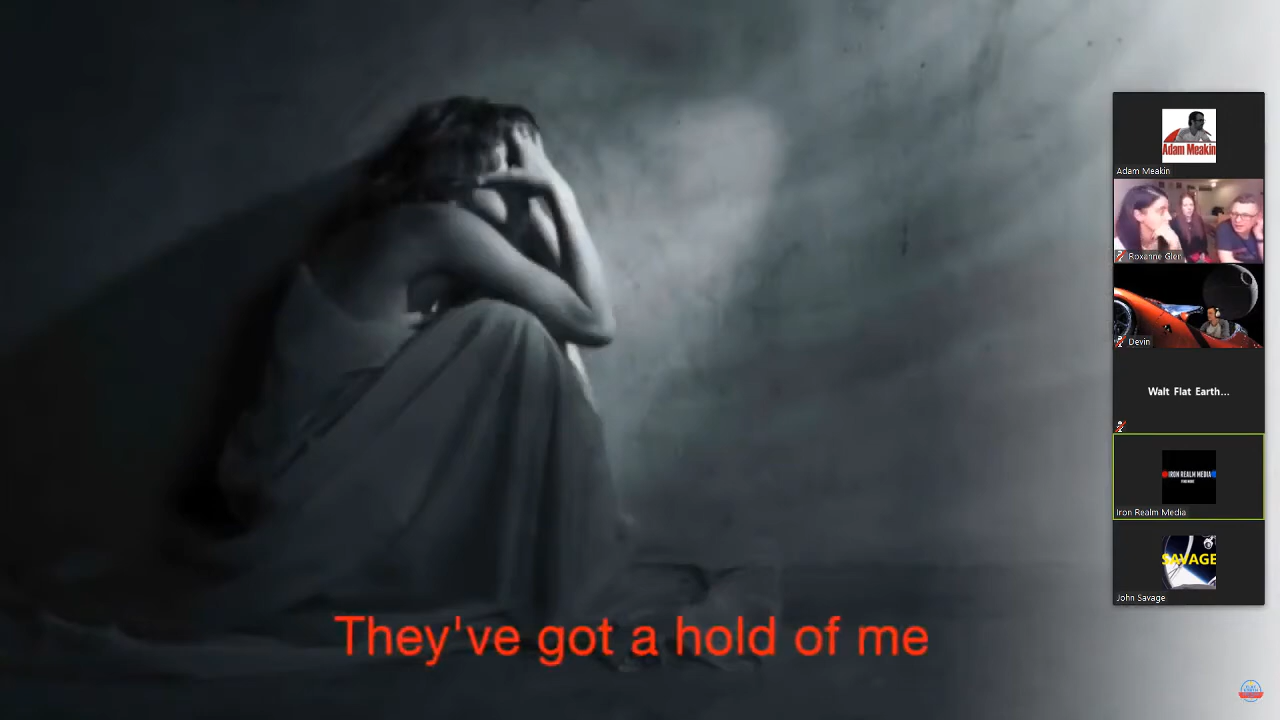 Adam Meakin
Adam Meakin
Roxanne Glen
Devin
Walt Flat Earth...
IRON REALM MEDIA
Iron Realm Media
SAVAGE
John Savage
They've got a hold of me